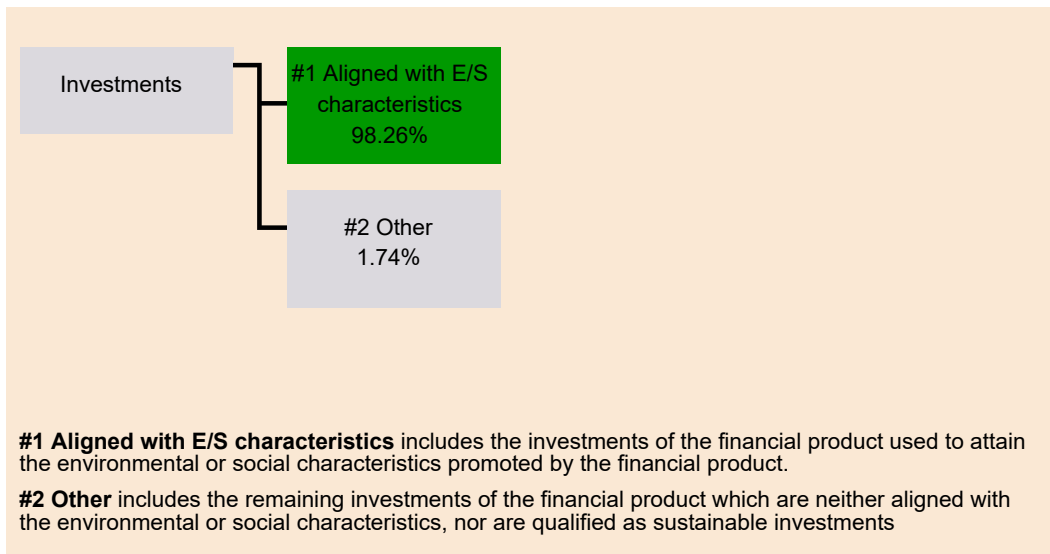 Investments
#1 Aligned with E/S
characteristics
98.26%
#2 Other
1.74%
#1 Aligned with E/S characteristics includes the investments of the financial product used to attain
the environmental or social characteristics promoted by the financial product.
#2 Other includes the remaining investments of the financial product which are neither aligned with
the environmental or social characteristics, nor are qualified as sustainable investments